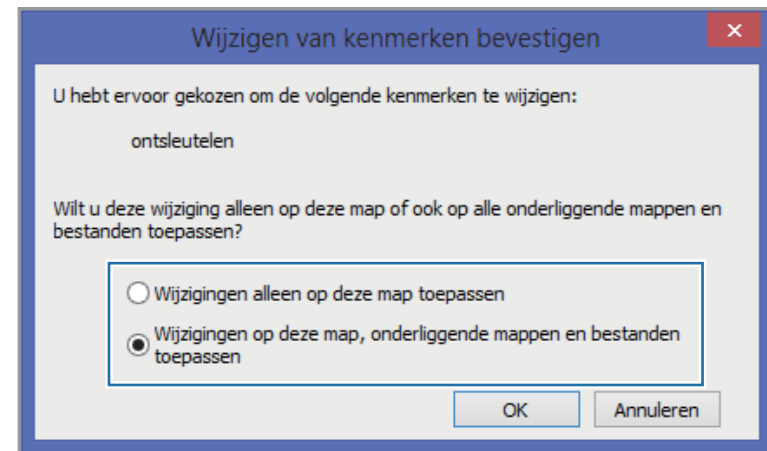 Wijzigen van kenmerken bevestigen
U hebt ervoor gekozen om de volgende kenmerken te wijzigen:
ontsleutelen
Wilt u deze wijziging alleen op deze map of ook op alle onderliggende mappen en
bestanden toepassen?
Wijzigingen alleen op deze map toepassen
Wijzigingen op deze map, onderliggende mappen en bestanden
toepassen
OK Annuleren